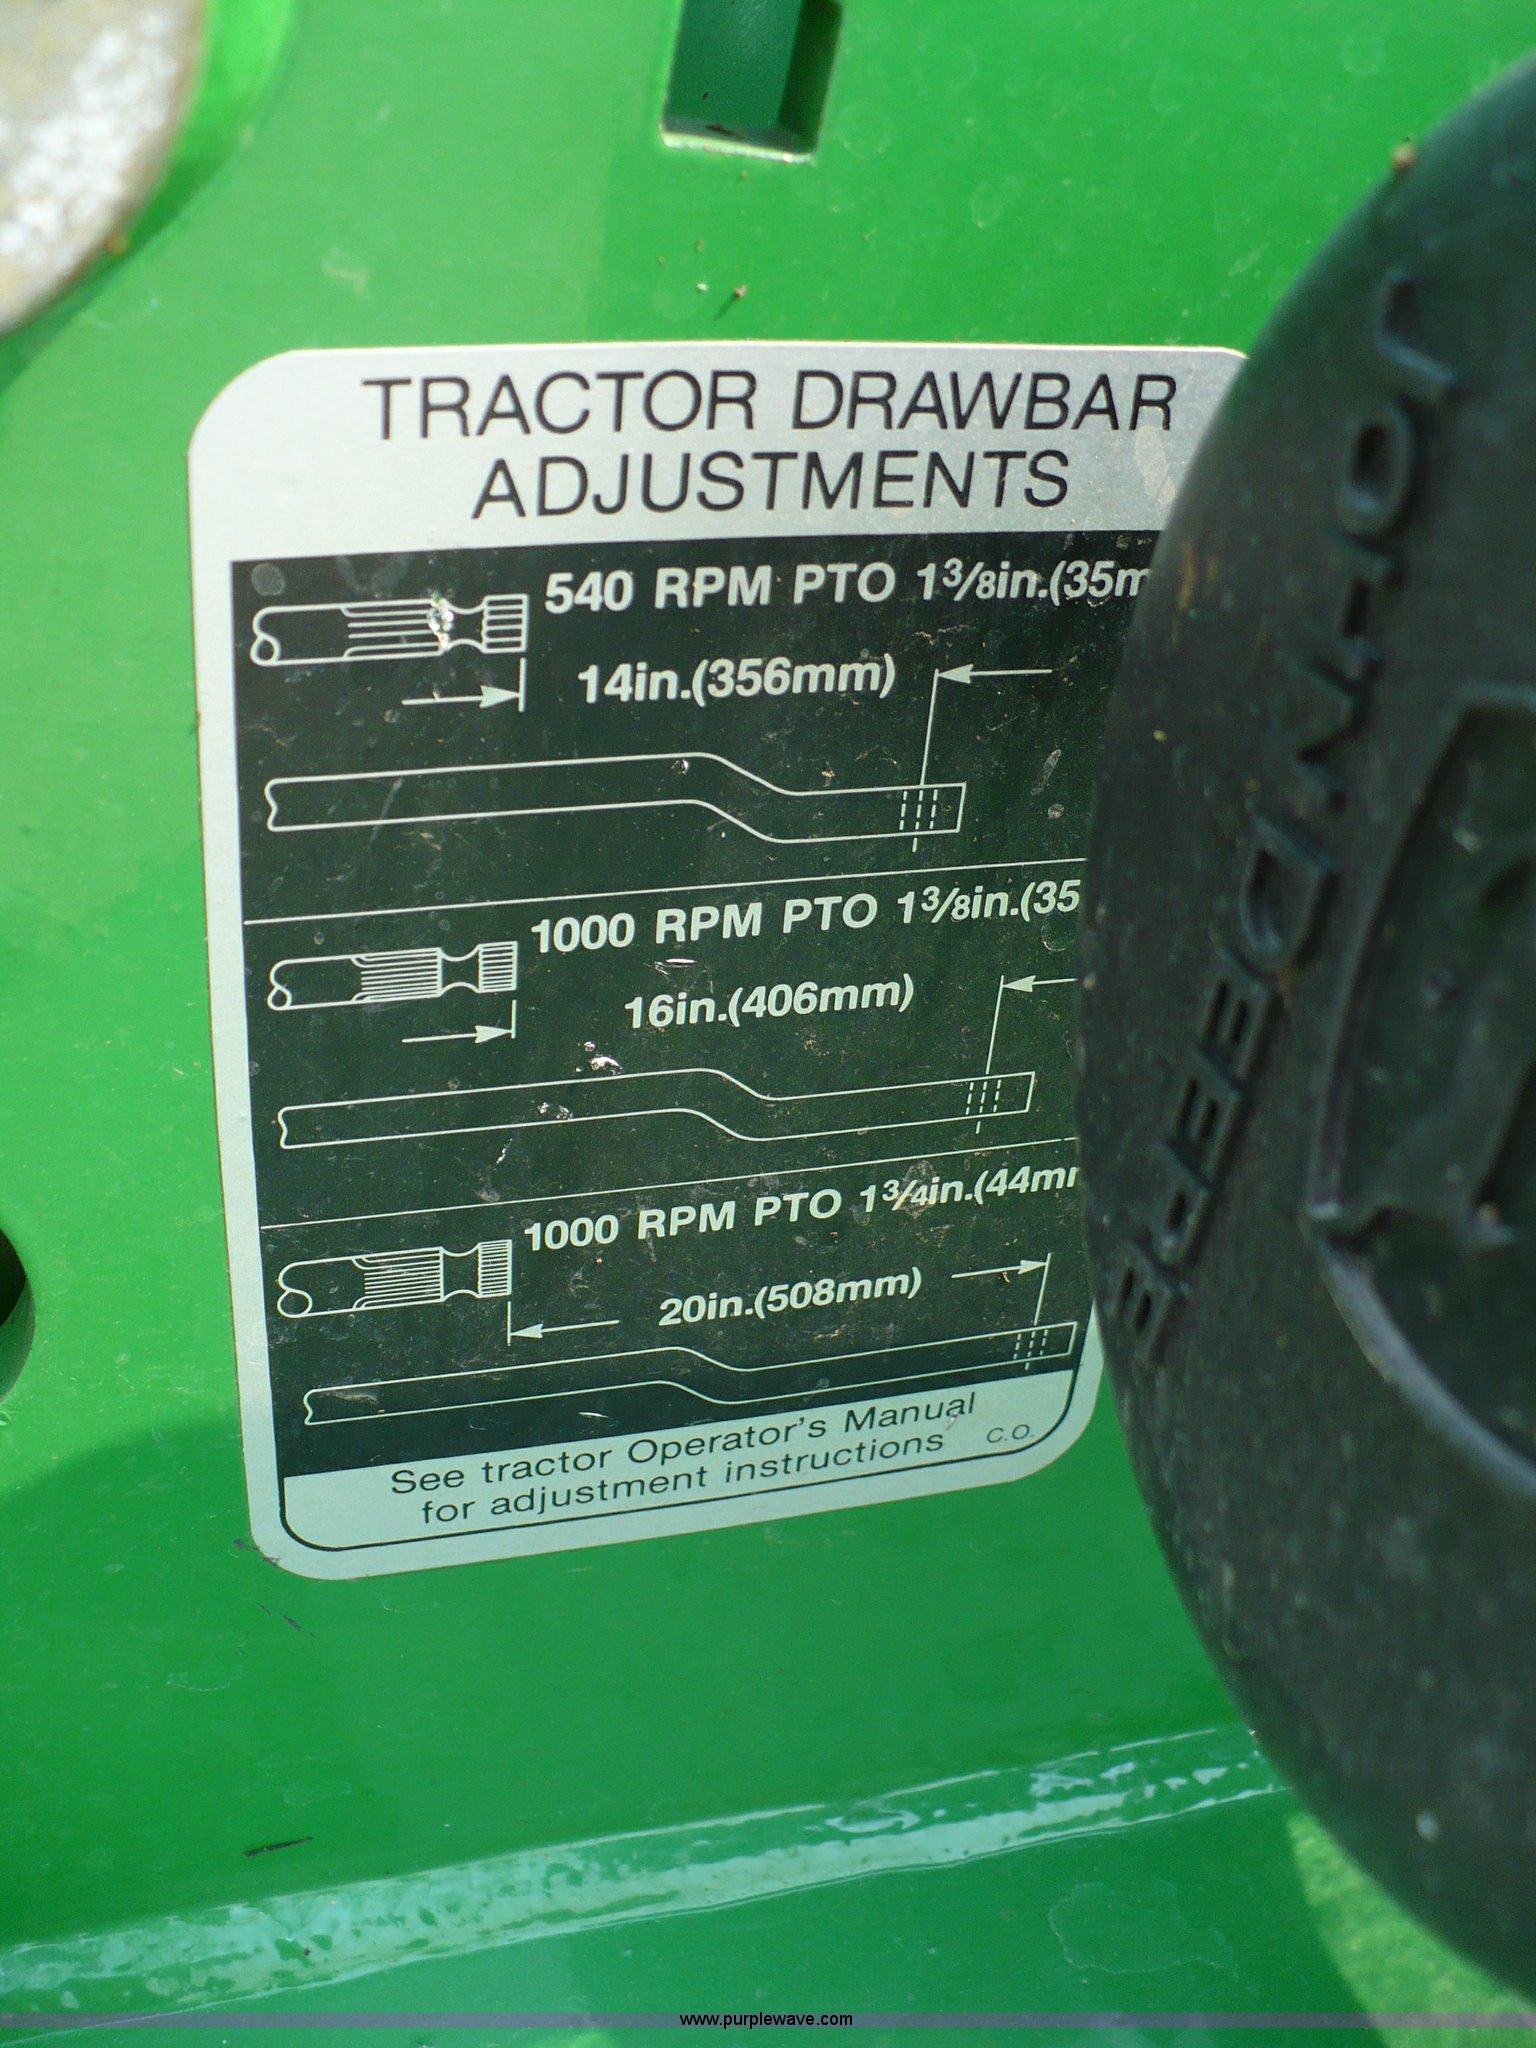 TRACTOR DRAWBAR
ADJUSTMENTS
540 RPM PTO 1 3/8in.(35m
14in.(356mm)
1000 RPM PTO 1 3/8in.(35
16in.(406mm)
1000 RPM PTO 1 3/4in.(44mm
20in.(508mm)
See tractor Operator's Manual
for adjustment instructions
C.O.
www.purplewave.com